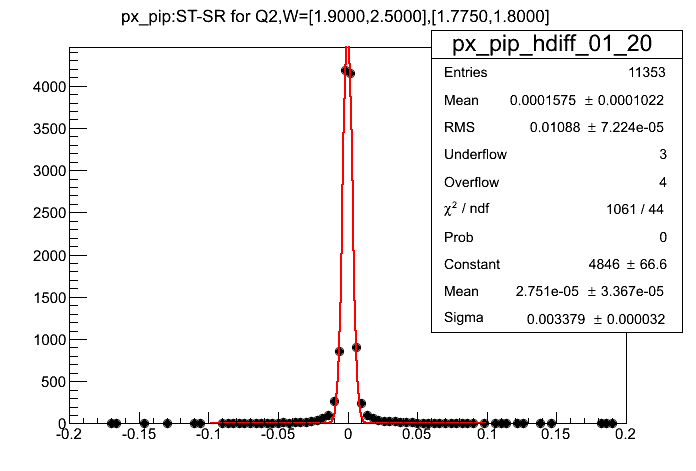 px_pip:ST-SR for Q2,W=[1.9000,2.5000],[1.7750,1.8000]
px_pip_hdiff_01_20
Entries 11353
Mean 0.0001575 ± 0.0001022
RMS 0.01088 ± 7.224e-05
Underflow 3
Overflow 4
χ² / ndf 1061 / 44
Prob 0
Constant 4846 ± 66.6
Mean 2.751e-05 ± 3.367e-05
Sigma 0.003379 ± 0.000032
4000
3500
3000
2500
2000
1500
1000
500
0
-0.2 -0.15 -0.1 -0.05 0 0.05 0.1 0.15 0.2